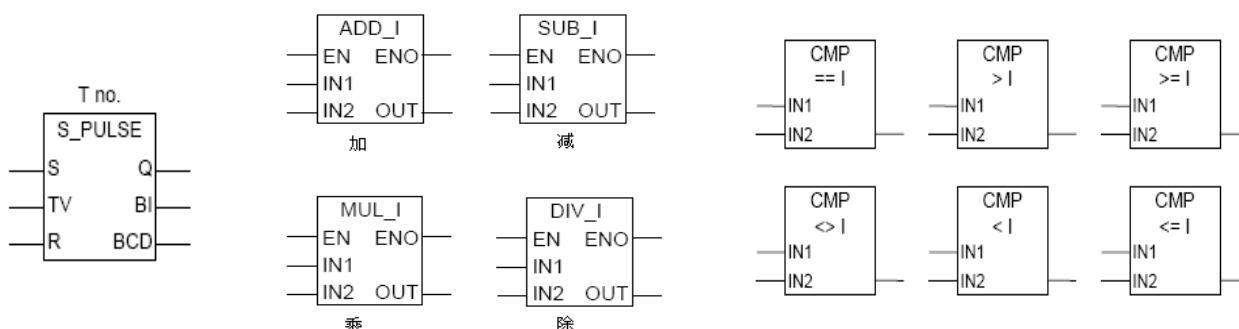 T no.
S_PULSE
S Q
TV BI
R BCD
ADD_I
EN ENO
IN1
IN2 OUT
加
SUB_I
EN ENO
IN1
IN2 OUT
减
MUL_I
EN ENO
IN1
IN2 OUT
乘
DIV_I
EN ENO
IN1
IN2 OUT
除
CMP
== I
IN1
IN2
CMP
> I
IN1
IN2
CMP
>= I
IN1
IN2
CMP
<> I
IN1
IN2
CMP
< I
IN1
IN2
CMP
<= I
IN1
IN2